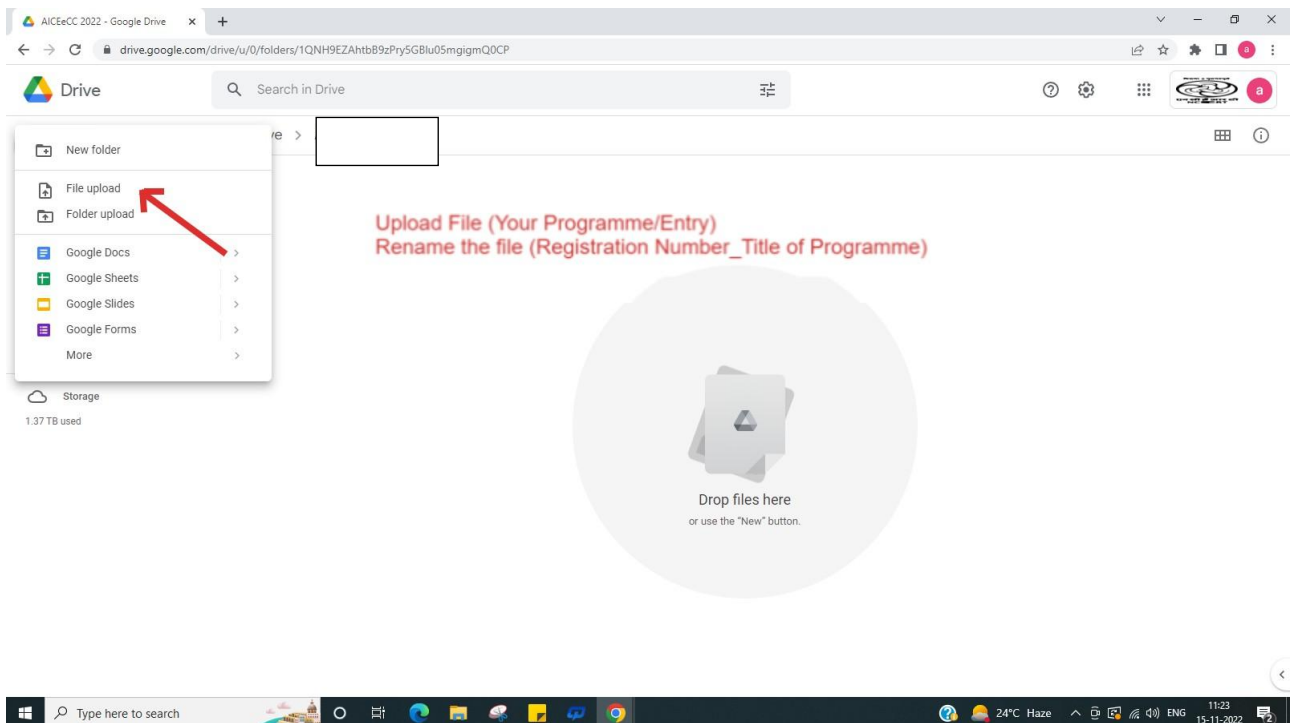 AICEeCC 2022 - Google Drive
drive.google.com/drive/u/0/folders/1QNH9EZAhtbB9zPry5GBlu05mgigmQ0CP
a
Drive
Search in Drive
a
New folder
ve >
File upload
Folder upload
Upload File (Your Programme/Entry)
Rename the file (Registration Number_Title of Programme)
Google Docs
Google Sheets
Google Slides
Google Forms
More
Storage
1.37 TB used
Drop files here
or use the "New" button.
Type here to search
24°C Haze
ENG
11:23
15-11-2022
2